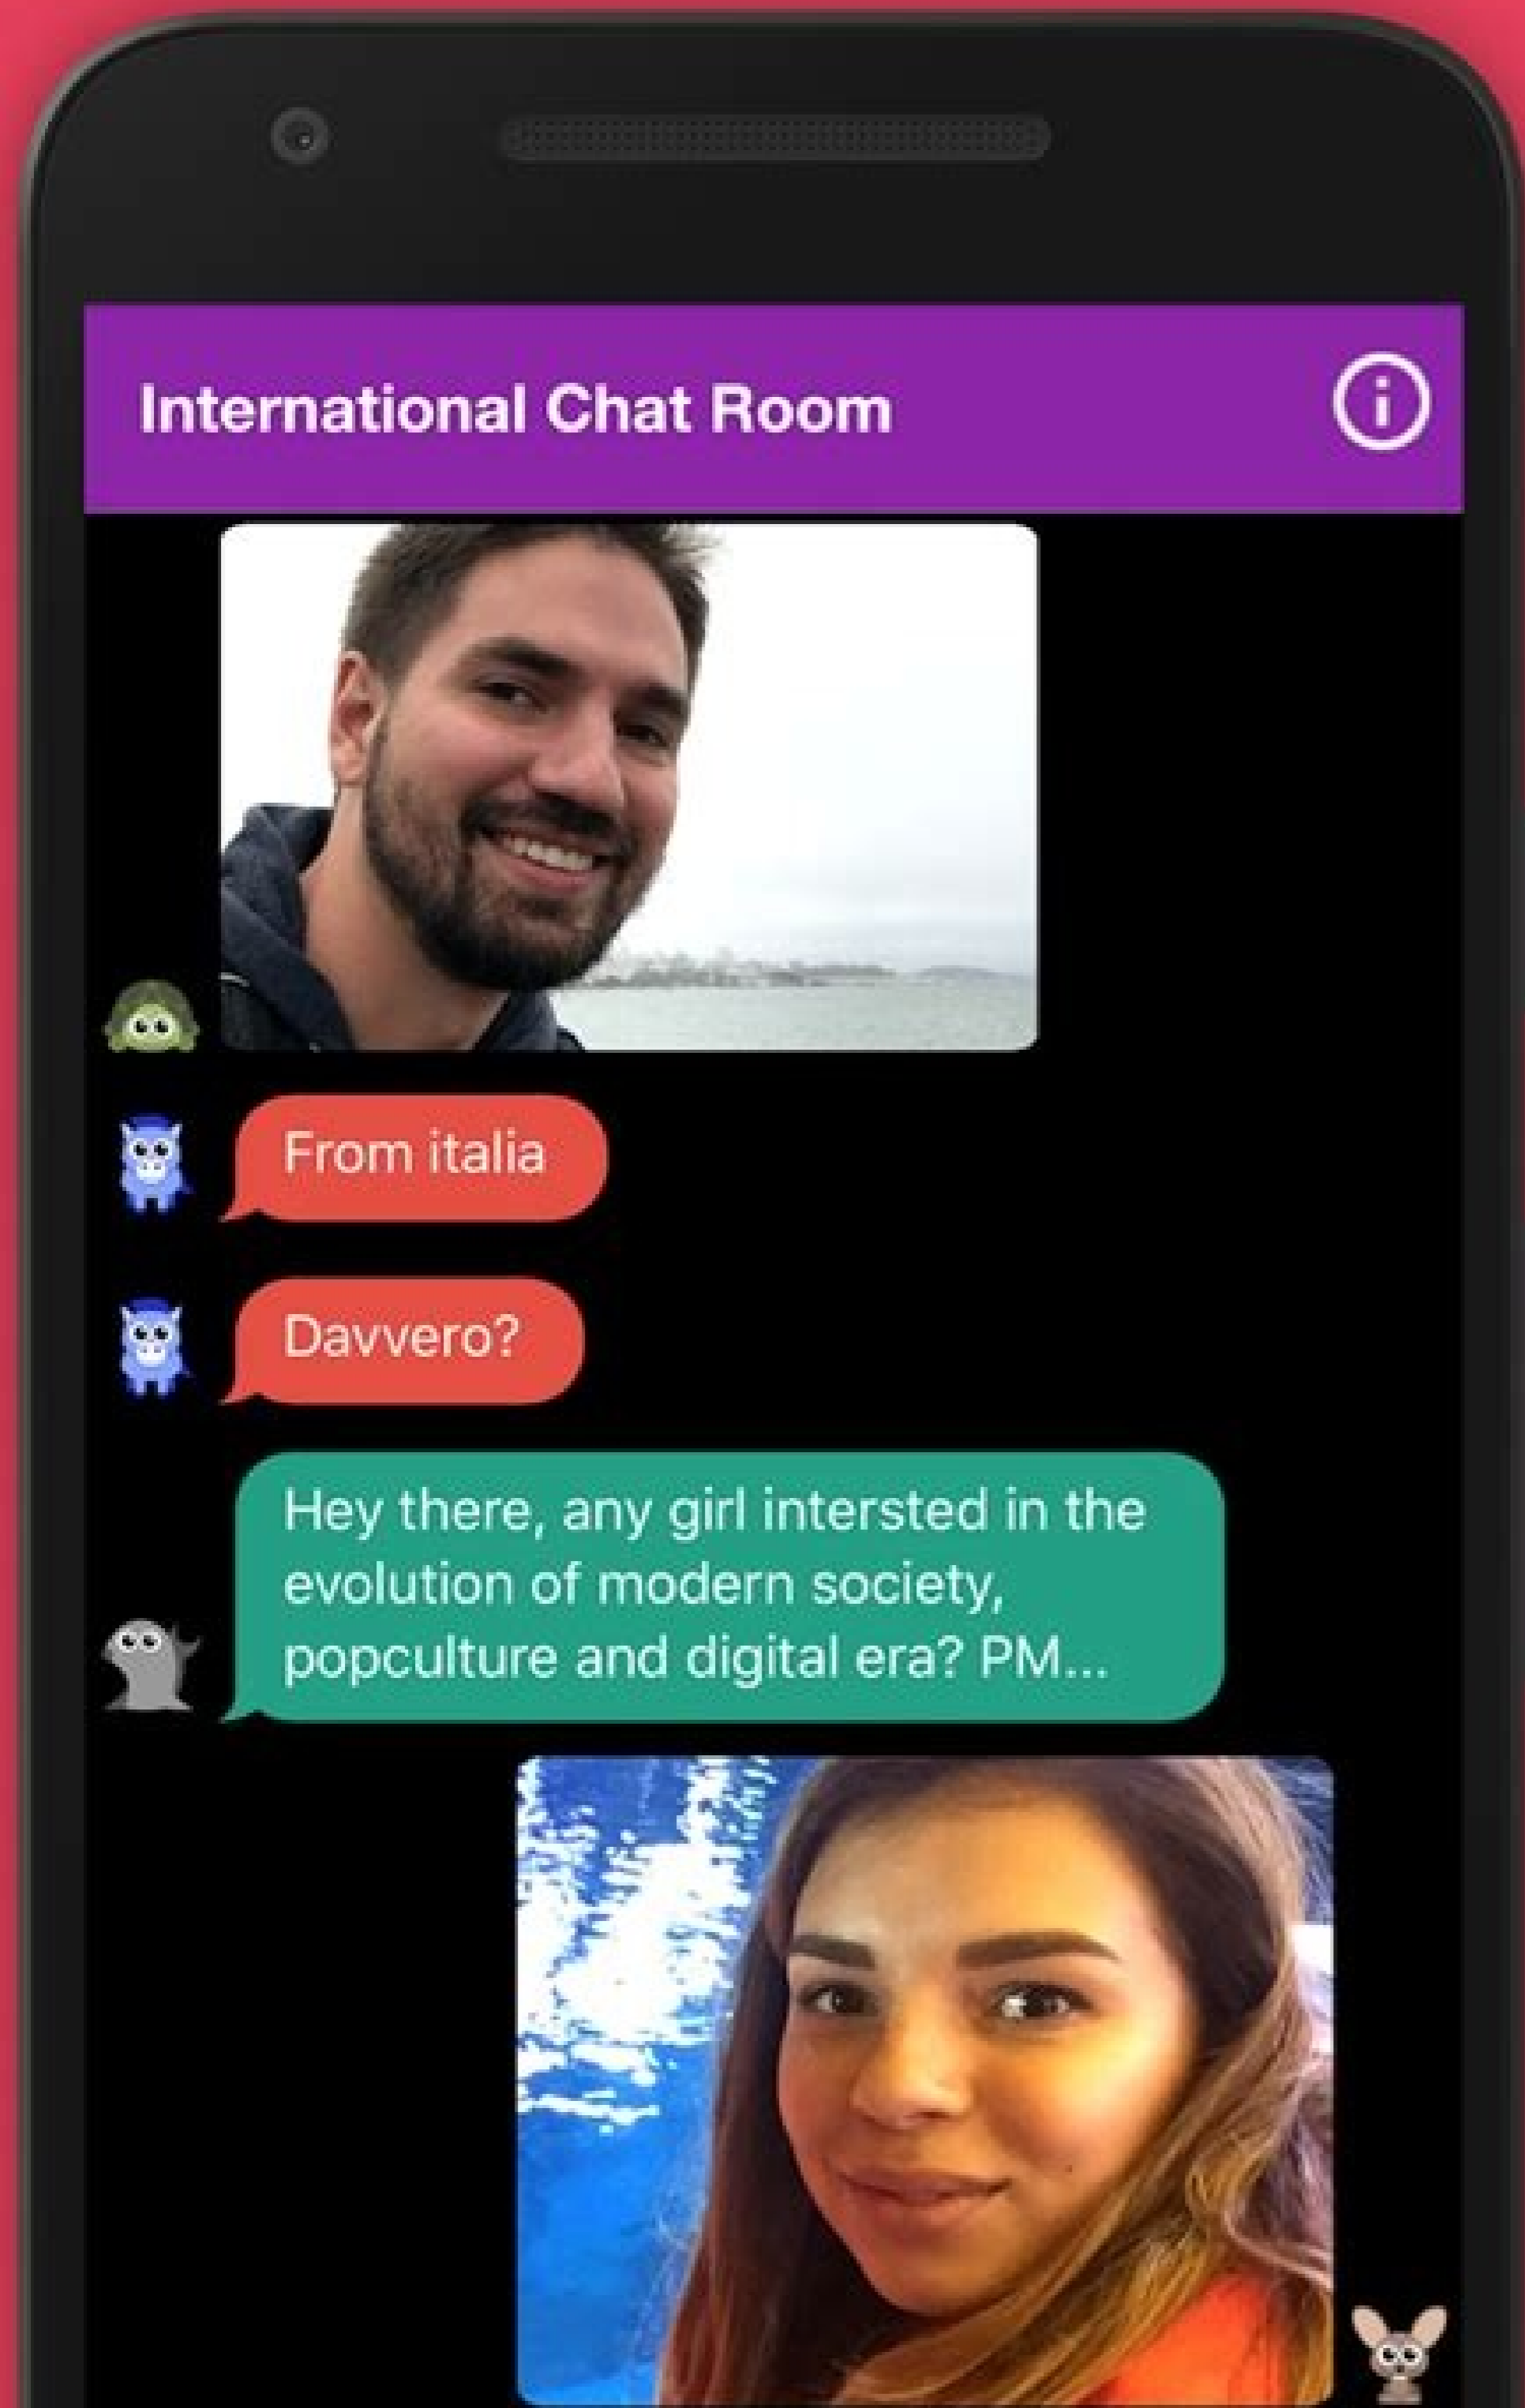 International Chat Room
From italia
Davvero?
Hey there, any girl intersted in the
evolution of modern society,
popculture and digital era? PM...